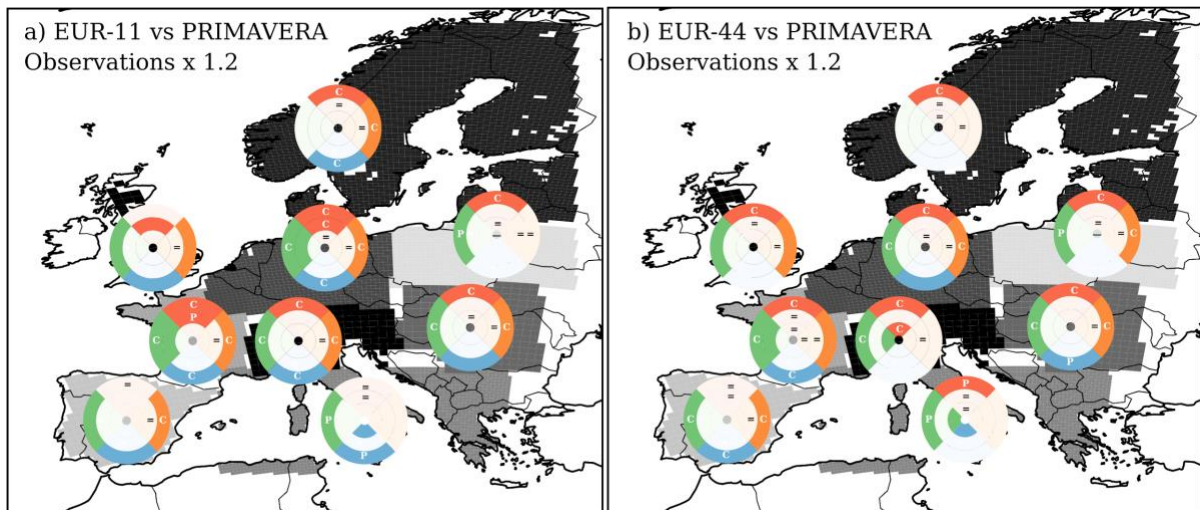 a) EUR-11 vs PRIMAVERA
Observations x 1.2
C
=
= C
C
C
=
C
C
=
C = C
C
C
=
P = =
C
P
C = C
C
C
C = C
C
C
=
C = C
=
C = C
=
=
P
P
b) EUR-44 vs PRIMAVERA
Observations x 1.2
C
=
=
=
C
=
=
C
=
= C
C
=
P = C
C
=
=
C = =
C
C
C
C
C
=
C = C
P
=
=
C = C
C
P
=
P =